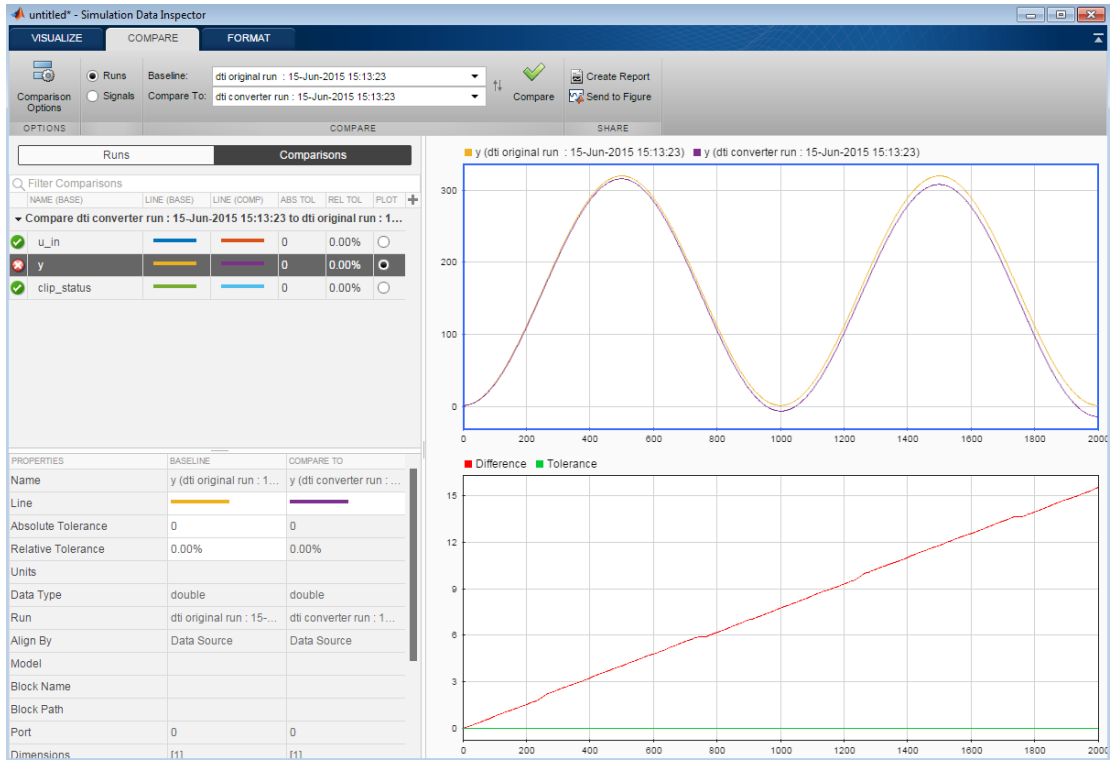 untitled* - Simulation Data Inspector
VISUALIZE COMPARE FORMAT
Comparison Options
Runs
Signals
Baseline: dti original run : 15-Jun-2015 15:13:23
Compare To: dti converter run : 15-Jun-2015 15:13:23
Compare
Create Report
Send to Figure
OPTIONS COMPARE SHARE
Runs Comparisons
Filter Comparisons
NAME (BASE) LINE (BASE) LINE (COMP) ABS TOL REL TOL PLOT
Compare dti converter run : 15-Jun-2015 15:13:23 to dti original run : 1...
u_in 0 0.00%
y 0 0.00%
clip_status 0 0.00%
PROPERTIES BASELINE COMPARE TO
Name y (dti original run : 1... y (dti converter run : ...
Line
Absolute Tolerance 0 0
Relative Tolerance 0.00% 0.00%
Units
Data Type double double
Run dti original run : 15-... dti converter run : 1...
Align By Data Source Data Source
Model
Block Name
Block Path
Port 0 0
Dimensions [1] [1]
y (dti original run : 15-Jun-2015 15:13:23) y (dti converter run : 15-Jun-2015 15:13:23)
300
200
100
0
0 200 400 600 800 1000 1200 1400 1600 1800 2000
Difference Tolerance
15
12
9
6
3
0
0 200 400 600 800 1000 1200 1400 1600 1800 2000